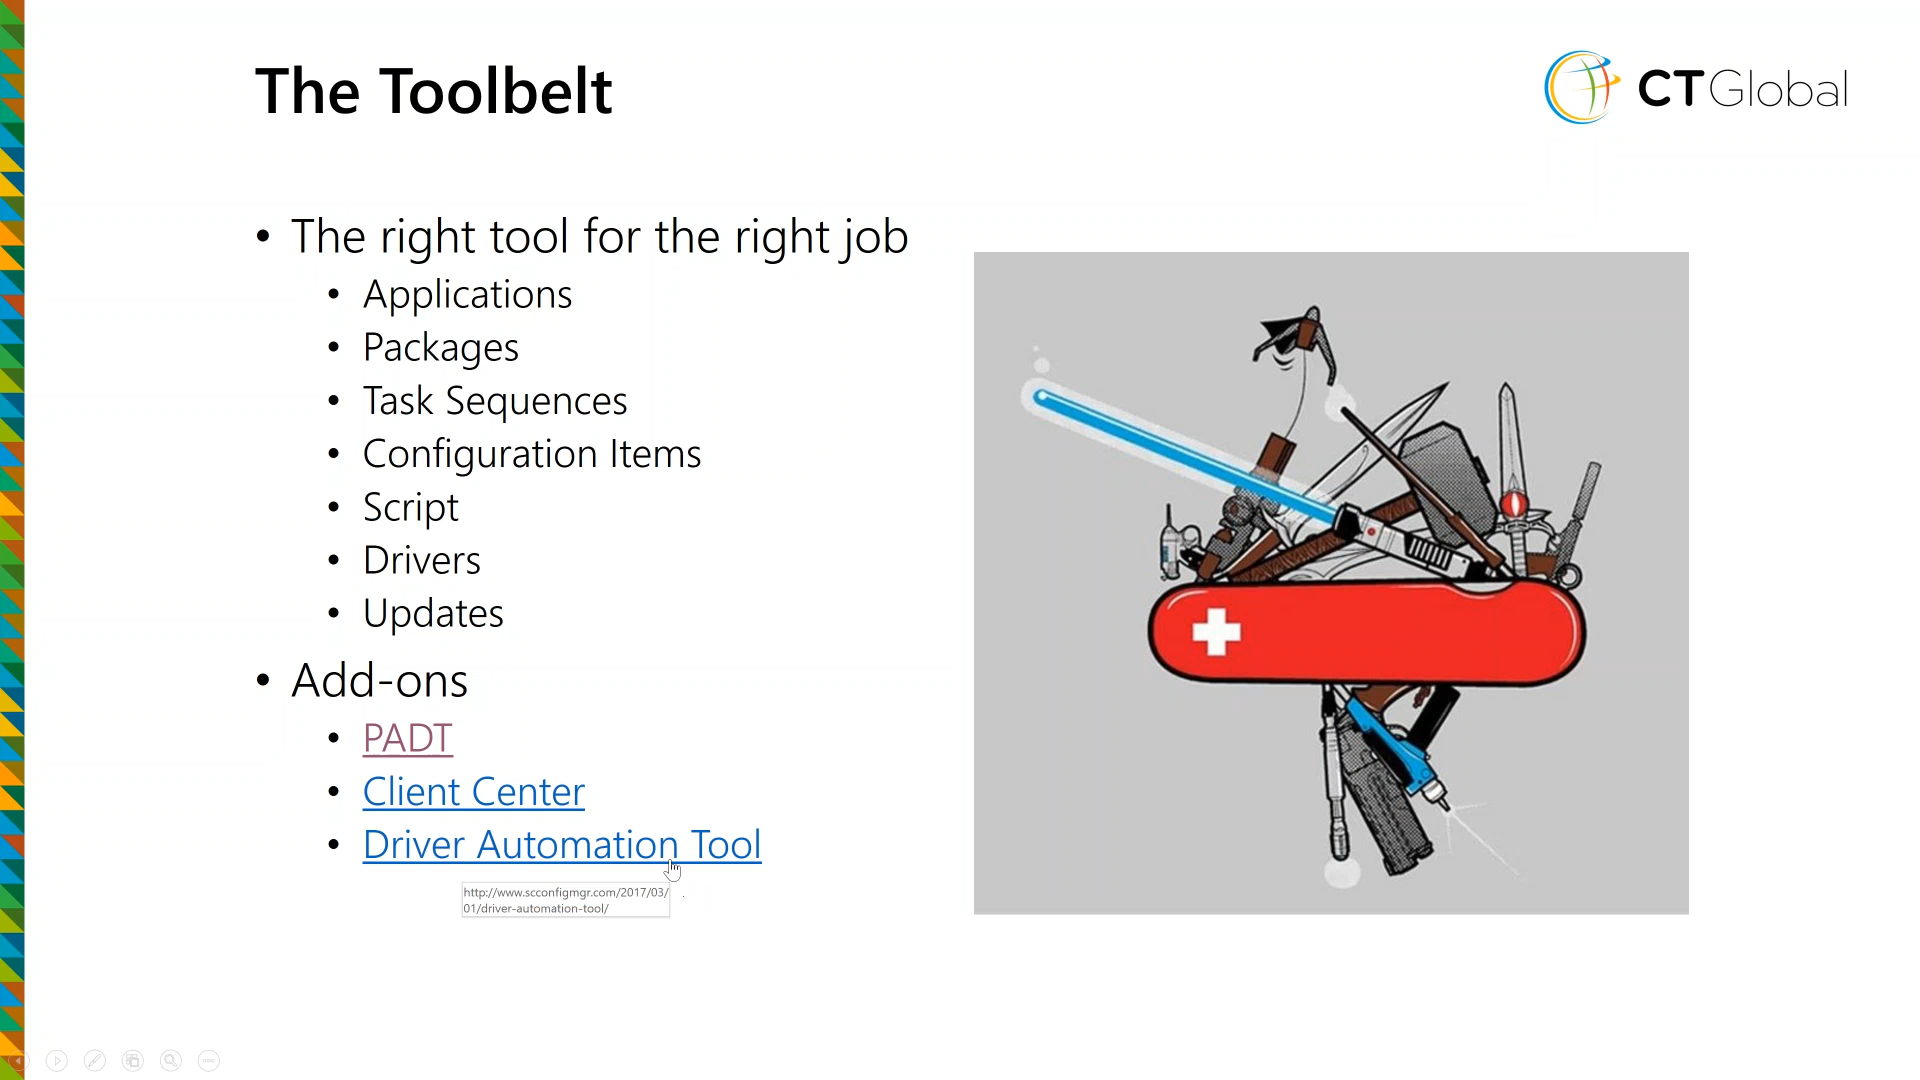 The Toolbelt
CTGlobal
• The right tool for the right job
• Applications
• Packages
• Task Sequences
• Configuration Items
• Script
• Drivers
• Updates
• Add-ons
• PADT
• Client Center
• Driver Automation Tool
http://www.scconfigmgr.com/2017/03/
01/driver-automation-tool/